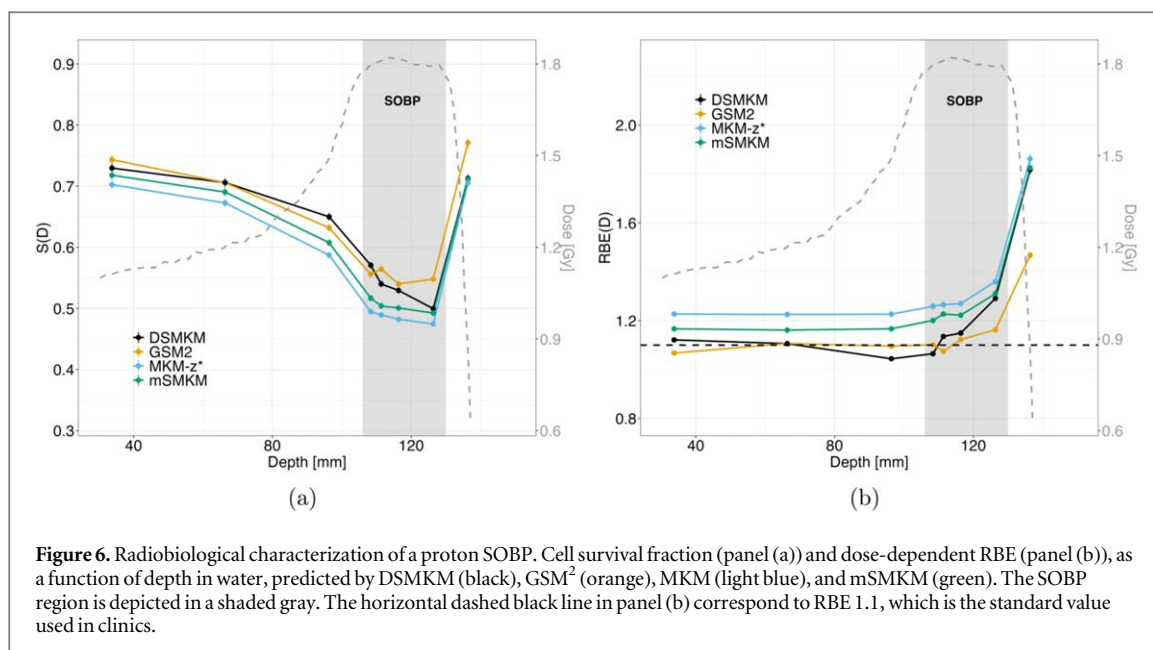 0.9
0.8
0.7
0.6
0.5
0.4
0.3
S(D)
SOBP
DSMKM
GSM2
MKM-z*
mSMKM
1.8
1.5
1.2
0.9
0.6
Dose [Gy]
40
80
120
Depth [mm]
(a)
2.0
1.6
1.2
0.8
RBE(D)
DSMKM
GSM2
MKM-z*
mSMKM
SOBP
1.8
1.5
1.2
0.9
0.6
Dose [Gy]
40
80
120
Depth [mm]
(b)
Figure 6. Radiobiological characterization of a proton SOBP. Cell survival fraction (panel (a)) and dose-dependent RBE (panel (b)), as
a function of depth in water, predicted by DSMKM (black), GSM² (orange), MKM (light blue), and mSMKM (green). The SOBP
region is depicted in a shaded gray. The horizontal dashed black line in panel (b) correspond to RBE 1.1, which is the standard value
used in clinics.